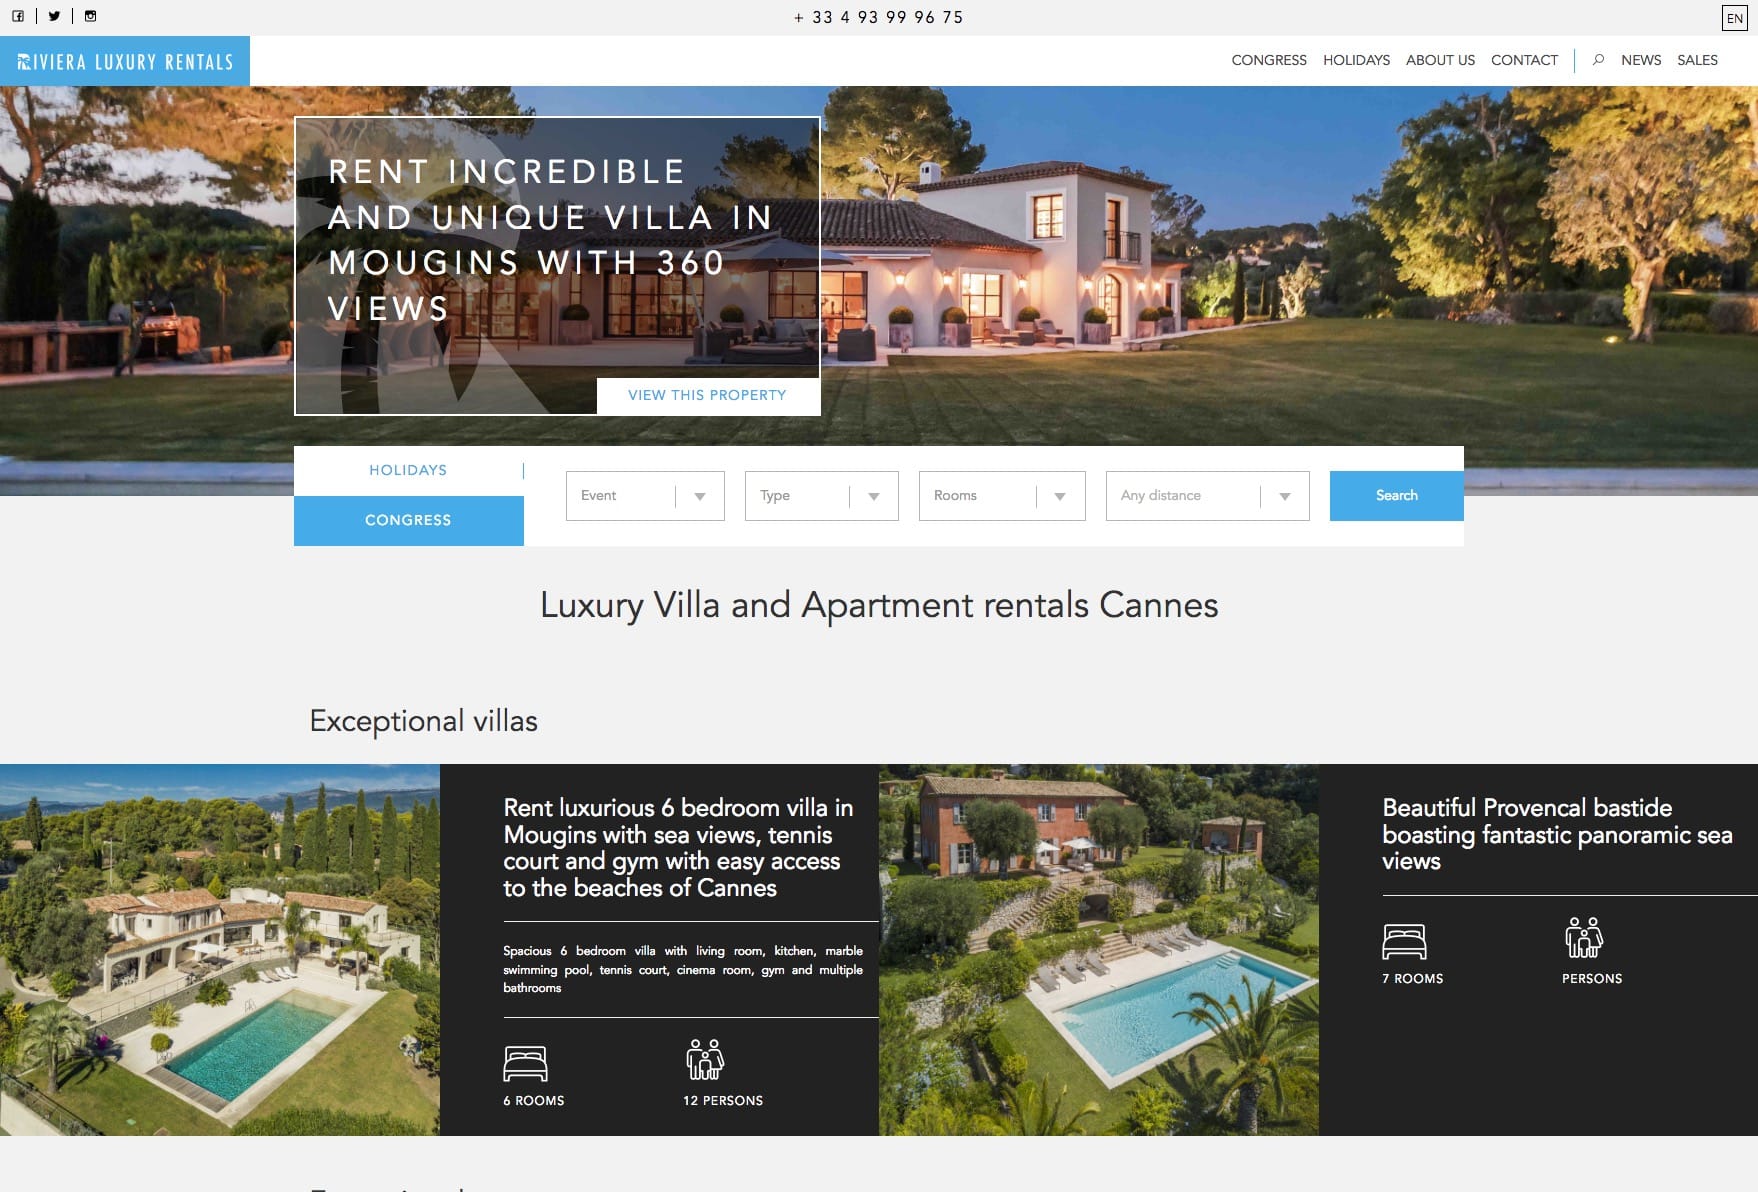 + 33 4 93 99 96 75
EN
RIVIERA LUXURY RENTALS
CONGRESS HOLIDAYS ABOUT US CONTACT NEWS SALES
RENT INCREDIBLE
AND UNIQUE VILLA IN
MOUGINS WITH 360
VIEWS
VIEW THIS PROPERTY
HOLIDAYS
CONGRESS
Event Type Rooms Any distance Search
Luxury Villa and Apartment rentals Cannes
Exceptional villas
Rent luxurious 6 bedroom villa in
Mougins with sea views, tennis
court and gym with easy access
to the beaches of Cannes
Spacious 6 bedroom villa with living room, kitchen, marble
swimming pool, tennis court, cinema room, gym and multiple
bathrooms
6 ROOMS 12 PERSONS
Beautiful Provencal bastide
boasting fantastic panoramic sea
views
7 ROOMS PERSONS